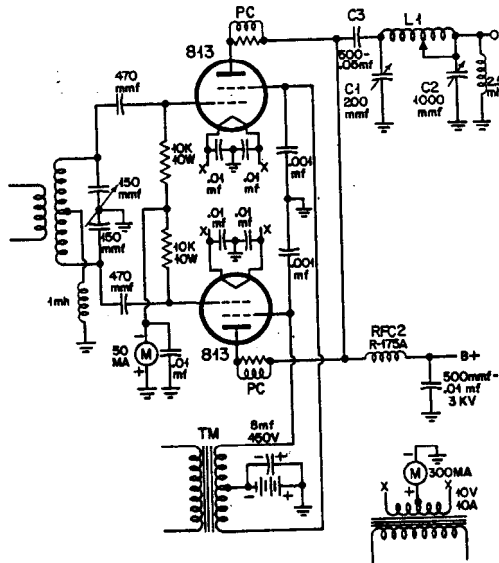 PC
813
C3
500-
.05mf
L1
470
mmf
C1
200
mmf
C2
1000
mmf
10K
10W
X
X
.01
mf
.01
mf
.001
mf
150
mmf
150
mmf
.01
mf
.01
mf
X
X
10K
10W
.001
mf
470
mmf
1mh
-
50
MA
M
+
.01
mf
813
PC
RFC2
R-175A
B+
500mmf-
.01 mf
3 KV
TM
8mf
450V
- +
- +
-
M
300MA
+
X
X
10V
10A